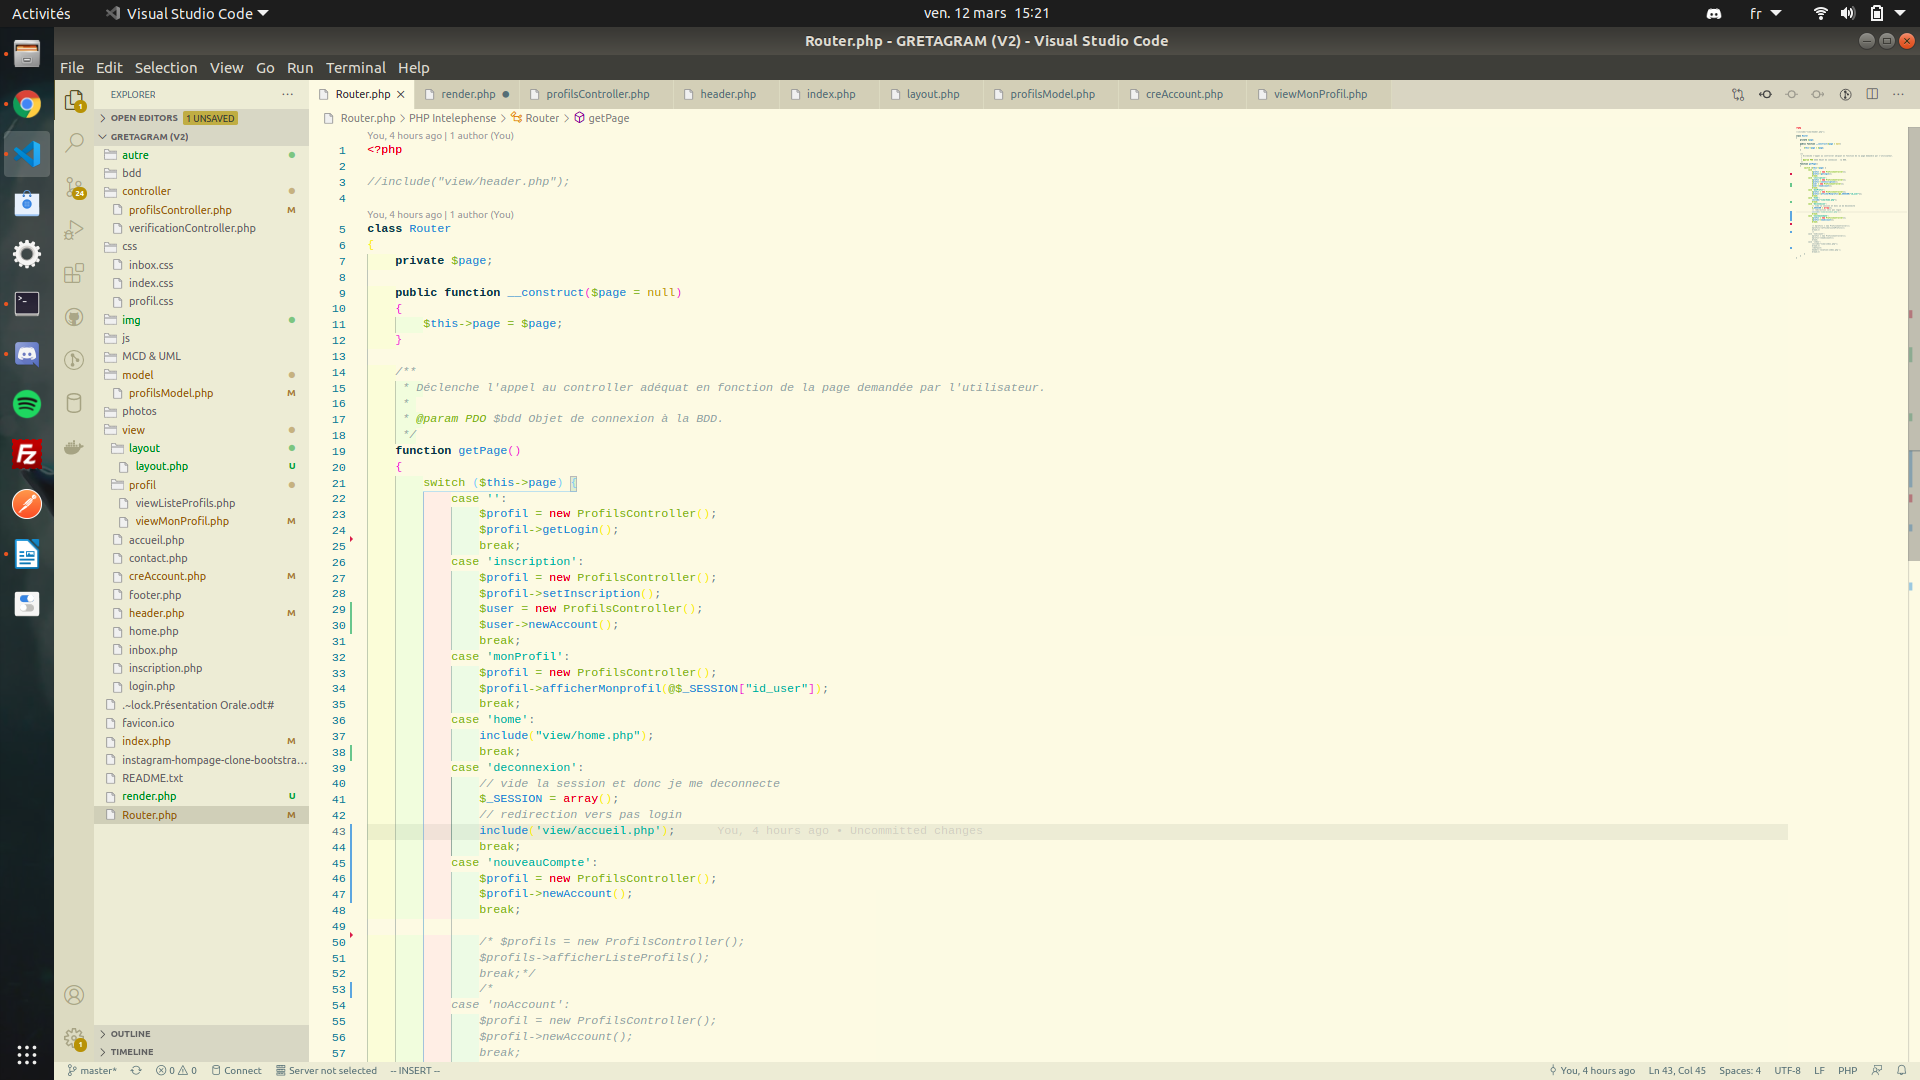 Activités
Visual Studio Code
ven. 12 mars 15:21
fr
Router.php - GRETAGRAM (V2) - Visual Studio Code
File Edit Selection View Go Run Terminal Help
EXPLORER
OPEN EDITORS 1 UNSAVED
GRETAGRAM (V2)
autre
bdd
controller
profilsController.php M
verificationController.php
css
inbox.css
index.css
profil.css
img
js
MCD & UML
model
profilsModel.php M
photos
view
layout
layout.php U
profil
viewListeProfils.php
viewMonProfil.php M
accueil.php
contact.php
creAccount.php M
footer.php
header.php M
home.php
inbox.php
inscription.php
login.php
.~lock.Présentation Orale.odt#
favicon.ico
index.php M
instagram-hompage-clone-bootstra...
README.txt
render.php U
Router.php M
OUTLINE
TIMELINE
1
24
1
Router.php render.php profilsController.php header.php index.php layout.php profilsModel.php creAccount.php viewMonProfil.php
Router.php > PHP Intelephense > Router > getPage
You, 4 hours ago | 1 author (You)
1 <?php
2
3 //include("view/header.php");
4
You, 4 hours ago | 1 author (You)
5 class Router
6 {
7 private $page;
8
9 public function __construct($page = null)
10 {
11 $this->page = $page;
12 }
13
14 /**
15 * Déclenche l'appel au controller adéquat en fonction de la page demandée par l'utilisateur.
16 *
17 * @param PDO $bdd Objet de connexion à la BDD.
18 */
19 function getPage()
20 {
21 switch ($this->page) {
22 case '':
23 $profil = new ProfilsController();
24 $profil->getLogin();
25 break;
26 case 'inscription':
27 $profil = new ProfilsController();
28 $profil->setInscription();
29 $user = new ProfilsController();
30 $user->newAccount();
31 break;
32 case 'monProfil':
33 $profil = new ProfilsController();
34 $profil->afficherMonprofil(@$_SESSION["id_user"]);
35 break;
36 case 'home':
37 include("view/home.php");
38 break;
39 case 'deconnexion':
40 // vide la session et donc je me deconnecte
41 $_SESSION = array();
42 // redirection vers pas login
43 include('view/accueil.php'); You, 4 hours ago • Uncommitted changes
44 break;
45 case 'nouveauCompte':
46 $profil = new ProfilsController();
47 $profil->newAccount();
48 break;
49
50 /* $profils = new ProfilsController();
51 $profils->afficherListeProfils();
52 break;*/
53 /*
54 case 'noAccount':
55 $profil = new ProfilsController();
56 $profil->newAccount();
57 break;
master* 0 0 Connect Server not selected -- INSERT -- You, 4 hours ago Ln 43, Col 45 Spaces: 4 UTF-8 LF PHP